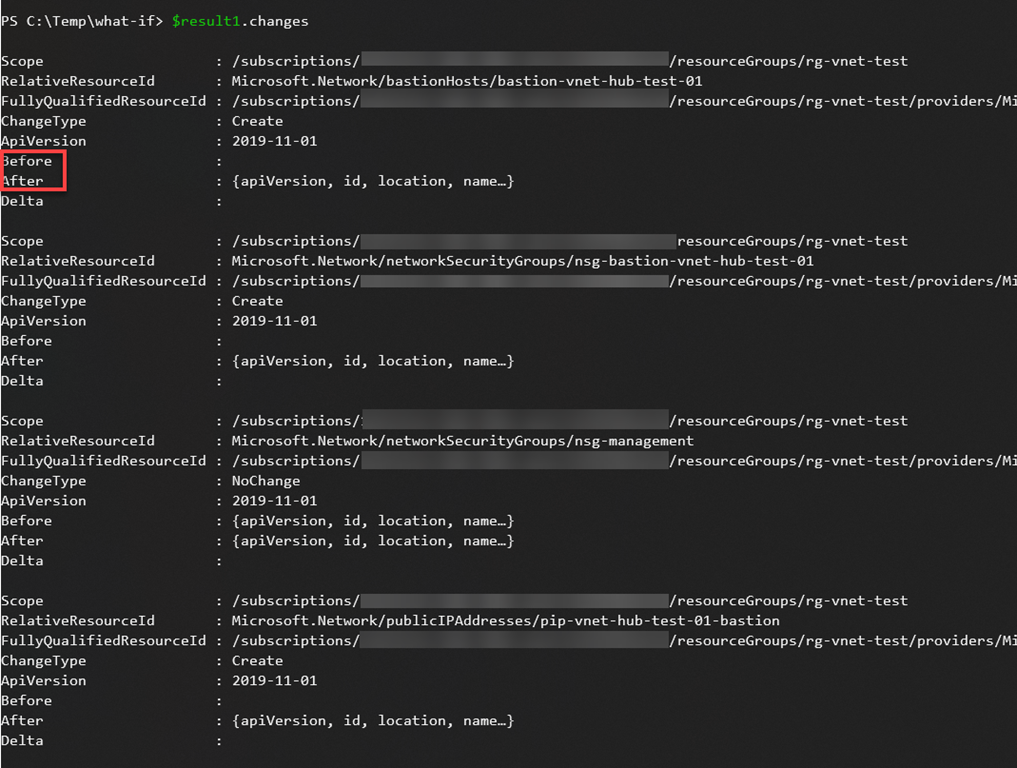 PS C:\Temp\what-if> $result1.changes
Scope : /subscriptions/ /resourceGroups/rg-vnet-test
RelativeResourceId : Microsoft.Network/bastionHosts/bastion-vnet-hub-test-01
FullyQualifiedResourceId : /subscriptions/ /resourceGroups/rg-vnet-test/providers/Mi
ChangeType : Create
ApiVersion : 2019-11-01
Before :
After : {apiVersion, id, location, name…}
Delta :
Scope : /subscriptions/ resourceGroups/rg-vnet-test
RelativeResourceId : Microsoft.Network/networkSecurityGroups/nsg-bastion-vnet-hub-test-01
FullyQualifiedResourceId : /subscriptions/ /resourceGroups/rg-vnet-test/providers/Mi
ChangeType : Create
ApiVersion : 2019-11-01
Before :
After : {apiVersion, id, location, name…}
Delta :
Scope : /subscriptions/ /resourceGroups/rg-vnet-test
RelativeResourceId : Microsoft.Network/networkSecurityGroups/nsg-management
FullyQualifiedResourceId : /subscriptions/ /resourceGroups/rg-vnet-test/providers/Mi
ChangeType : NoChange
ApiVersion : 2019-11-01
Before : {apiVersion, id, location, name…}
After : {apiVersion, id, location, name…}
Delta :
Scope : /subscriptions/ /resourceGroups/rg-vnet-test
RelativeResourceId : Microsoft.Network/publicIPAddresses/pip-vnet-hub-test-01-bastion
FullyQualifiedResourceId : /subscriptions/ /resourceGroups/rg-vnet-test/providers/Mi
ChangeType : Create
ApiVersion : 2019-11-01
Before :
After : {apiVersion, id, location, name…}
Delta :